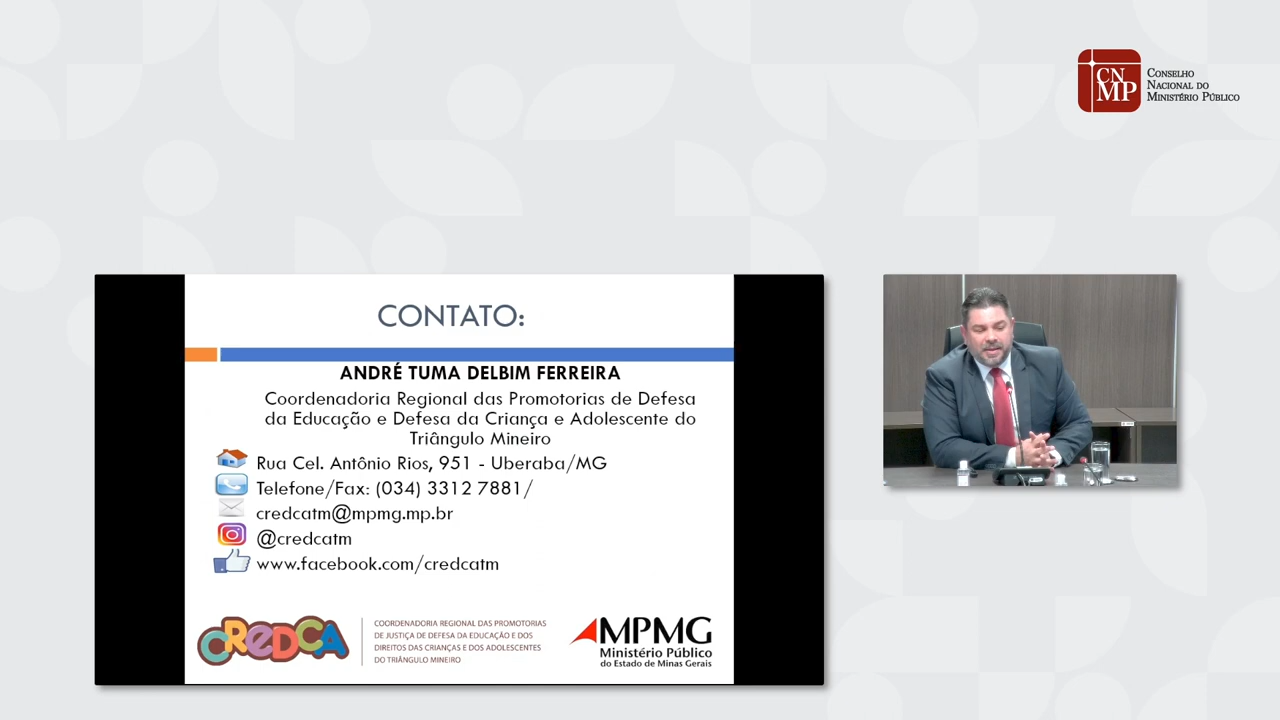 CN
MP
CONSELHO
NACIONAL DO
MINISTÉRIO PÚBLICO
CONTATO:
ANDRÉ TUMA DELBIM FERREIRA
Coordenadoria Regional das Promotorias de Defesa
da Educação e Defesa da Criança e Adolescente do
Triângulo Mineiro
Rua Cel. Antônio Rios, 951 - Uberaba/MG
Telefone/Fax: (034) 3312 7881/
credcatm@mpmg.mp.br
@credcatm
www.facebook.com/credcatm
CREDCA
COORDENADORIA REGIONAL DAS PROMOTORIAS
DE JUSTIÇA DE DEFESA DA EDUCAÇÃO E DOS
DIREITOS DAS CRIANÇAS E DOS ADOLESCENTES
DO TRIÂNGULO MINEIRO
MPMG
Ministério Público
do Estado de Minas Gerais